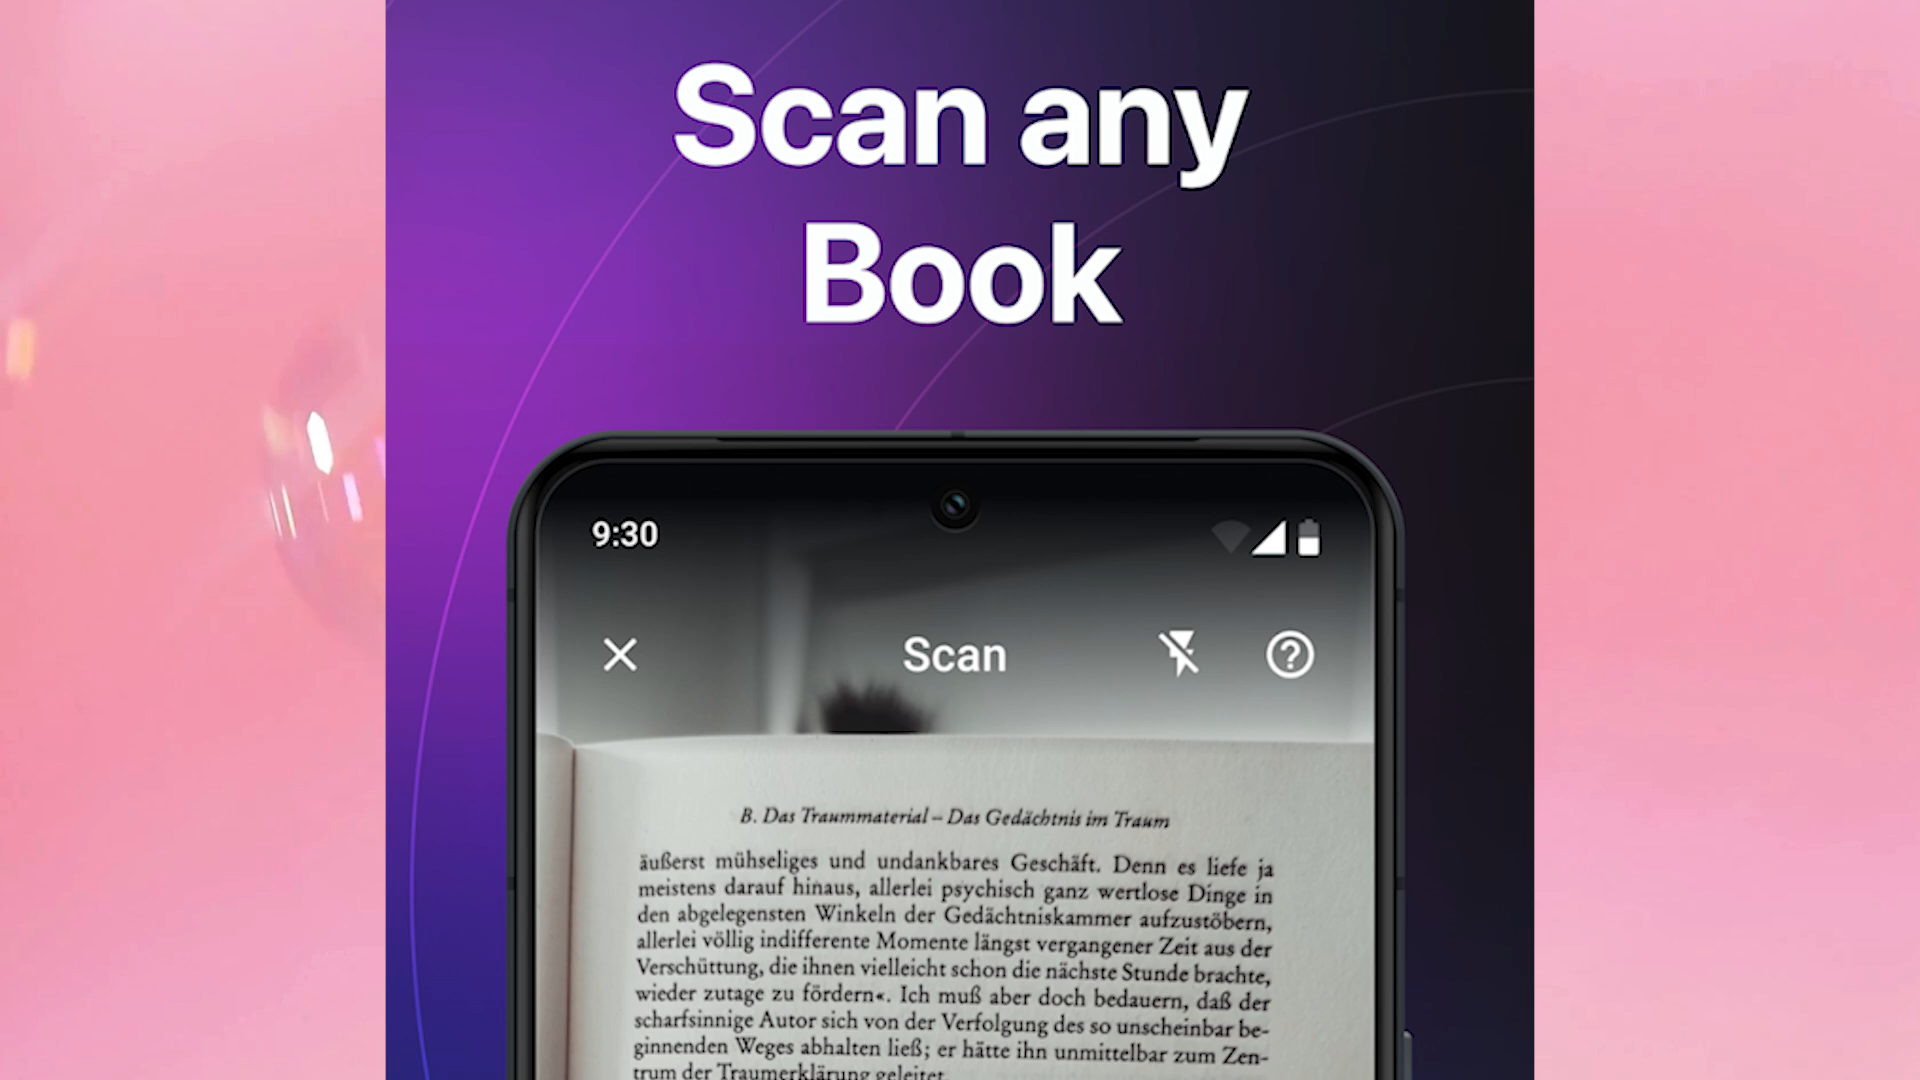 Scan any
Book
9:30
Scan
B. Das Traummaterial – Das Gedächtnis im Traum
äußerst mühseliges und undankbares Geschäft. Denn es liefe ja
meistens darauf hinaus, allerlei psychisch ganz wertlose Dinge in
den abgelegensten Winkeln der Gedächtniskammer aufzustöbern,
allerlei völlig indifferente Momente längst vergangener Zeit aus der
Verschüttung, die ihnen vielleicht schon die nächste Stunde brachte,
wieder zutage zu fördern«. Ich muß aber doch bedauern, daß der
scharfsinnige Autor sich von der Verfolgung des so unscheinbar be-
ginnenden Weges abhalten ließ; er hätte ihn unmittelbar zum Zen-
trum der Traumerklärung geleitet.